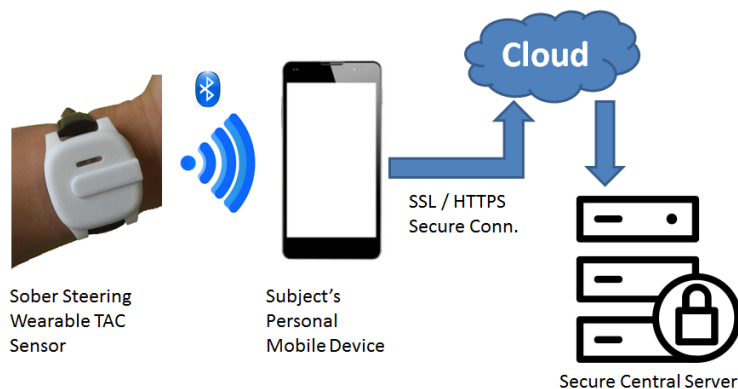 Cloud
SSL / HTTPS
Secure Conn.
Sober Steering
Wearable TAC
Sensor
Subject's
Personal
Mobile Device
Secure Central Server